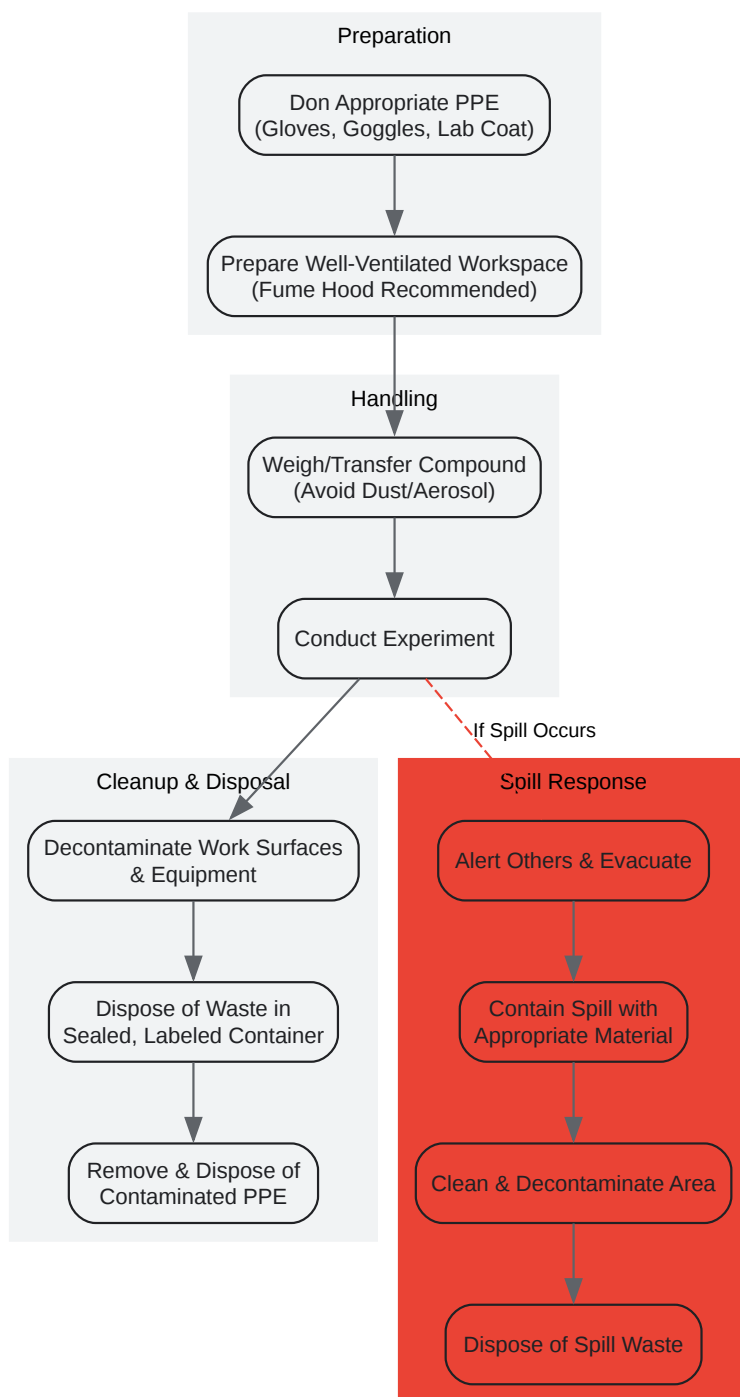 Preparation
Don Appropriate PPE
(Gloves, Goggles, Lab Coat)
Prepare Well-Ventilated Workspace
(Fume Hood Recommended)
Handling
Weigh/Transfer Compound
(Avoid Dust/Aerosol)
Conduct Experiment
If Spill Occurs
Cleanup & Disposal
Decontaminate Work Surfaces
& Equipment
Dispose of Waste in
Sealed, Labeled Container
Remove & Dispose of
Contaminated PPE
Spill Response
Alert Others & Evacuate
Contain Spill with
Appropriate Material
Clean & Decontaminate Area
Dispose of Spill Waste